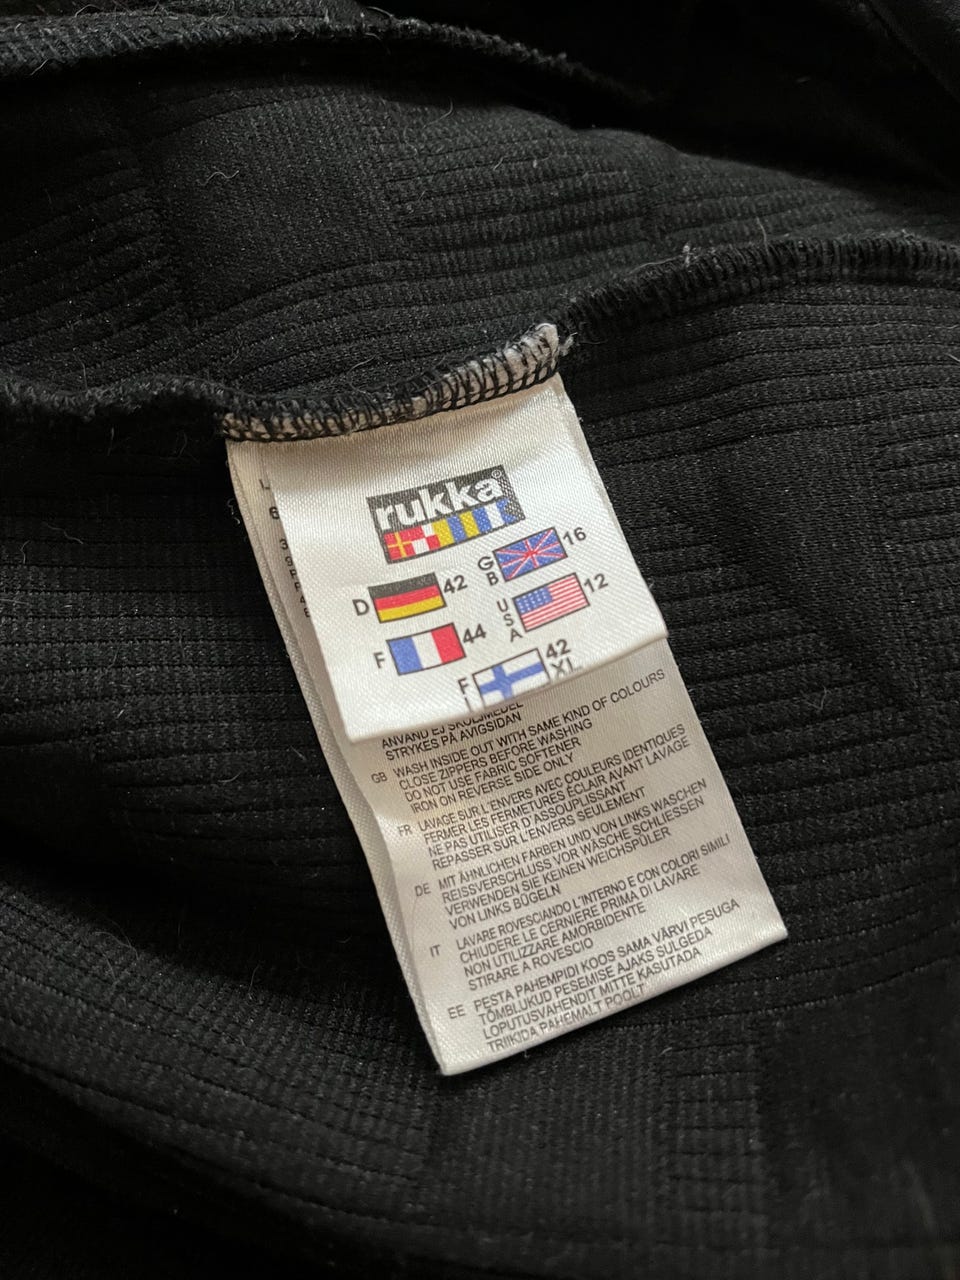 rukka®
D 42
GB 16
F 44
USA 12
FI 42
XL
STRYKES PÅ AVIGSIDAN
GB WASH INSIDE OUT WITH SAME KIND OF COLOURS
CLOSE ZIPPERS BEFORE WASHING
DO NOT USE FABRIC SOFTENER
IRON ON REVERSE SIDE ONLY
FR LAVAGE SUR L'ENVERS AVEC COULEURS IDENTIQUES
FERMER LES FERMETURES ÉCLAIR AVANT LAVAGE
NE PAS UTILISER D'ASSOUPLISSANT
REPASSER SUR L'ENVERS SEULEMENT
DE MIT ÄHNLICHEN FARBEN UND VON LINKS WASCHEN
REISSVERSCHLUSS VOR WÄSCHE SCHLIESSEN
VERWENDEN SIE KEINEN WEICHSPÜLER
VON LINKS BÜGELN
IT LAVARE ROVESCIANDO L'INTERNO E CON COLORI SIMILI
CHIUDERE LE CERNIERE PRIMA DI LAVARE
NON UTILIZZARE AMORBIDENTE
STIRARE A ROVESCIO
EE PESTA PAHEMPIDI KOOS SAMA VÄRVI PESUGA
TÕMBLUKUD PESEMISE AJAKS SULGEDA
LOPUTUSVAHENDIT MITTE KASUTADA
TRIIKIDA PAHEMALT POOLT